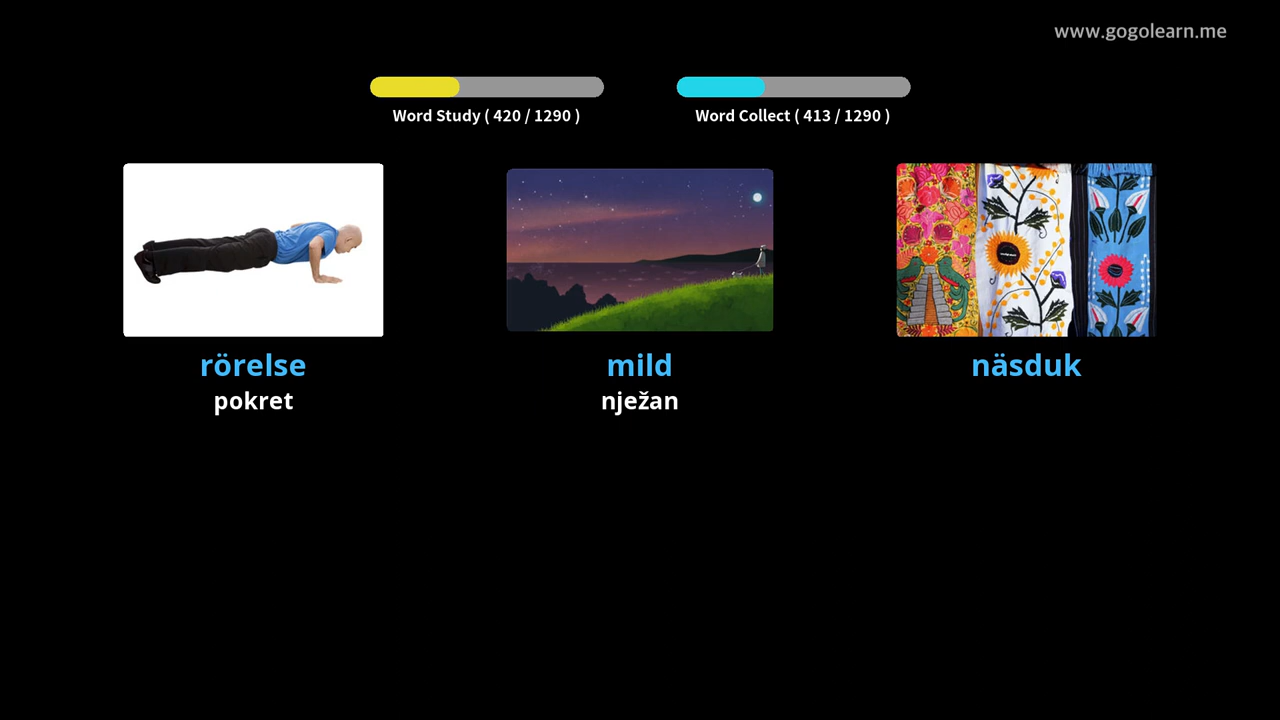 www.gogolearn.me
Word Study ( 420 / 1290 )
Word Collect ( 413 / 1290 )
rörelse
pokret
mild
nježan
näsduk